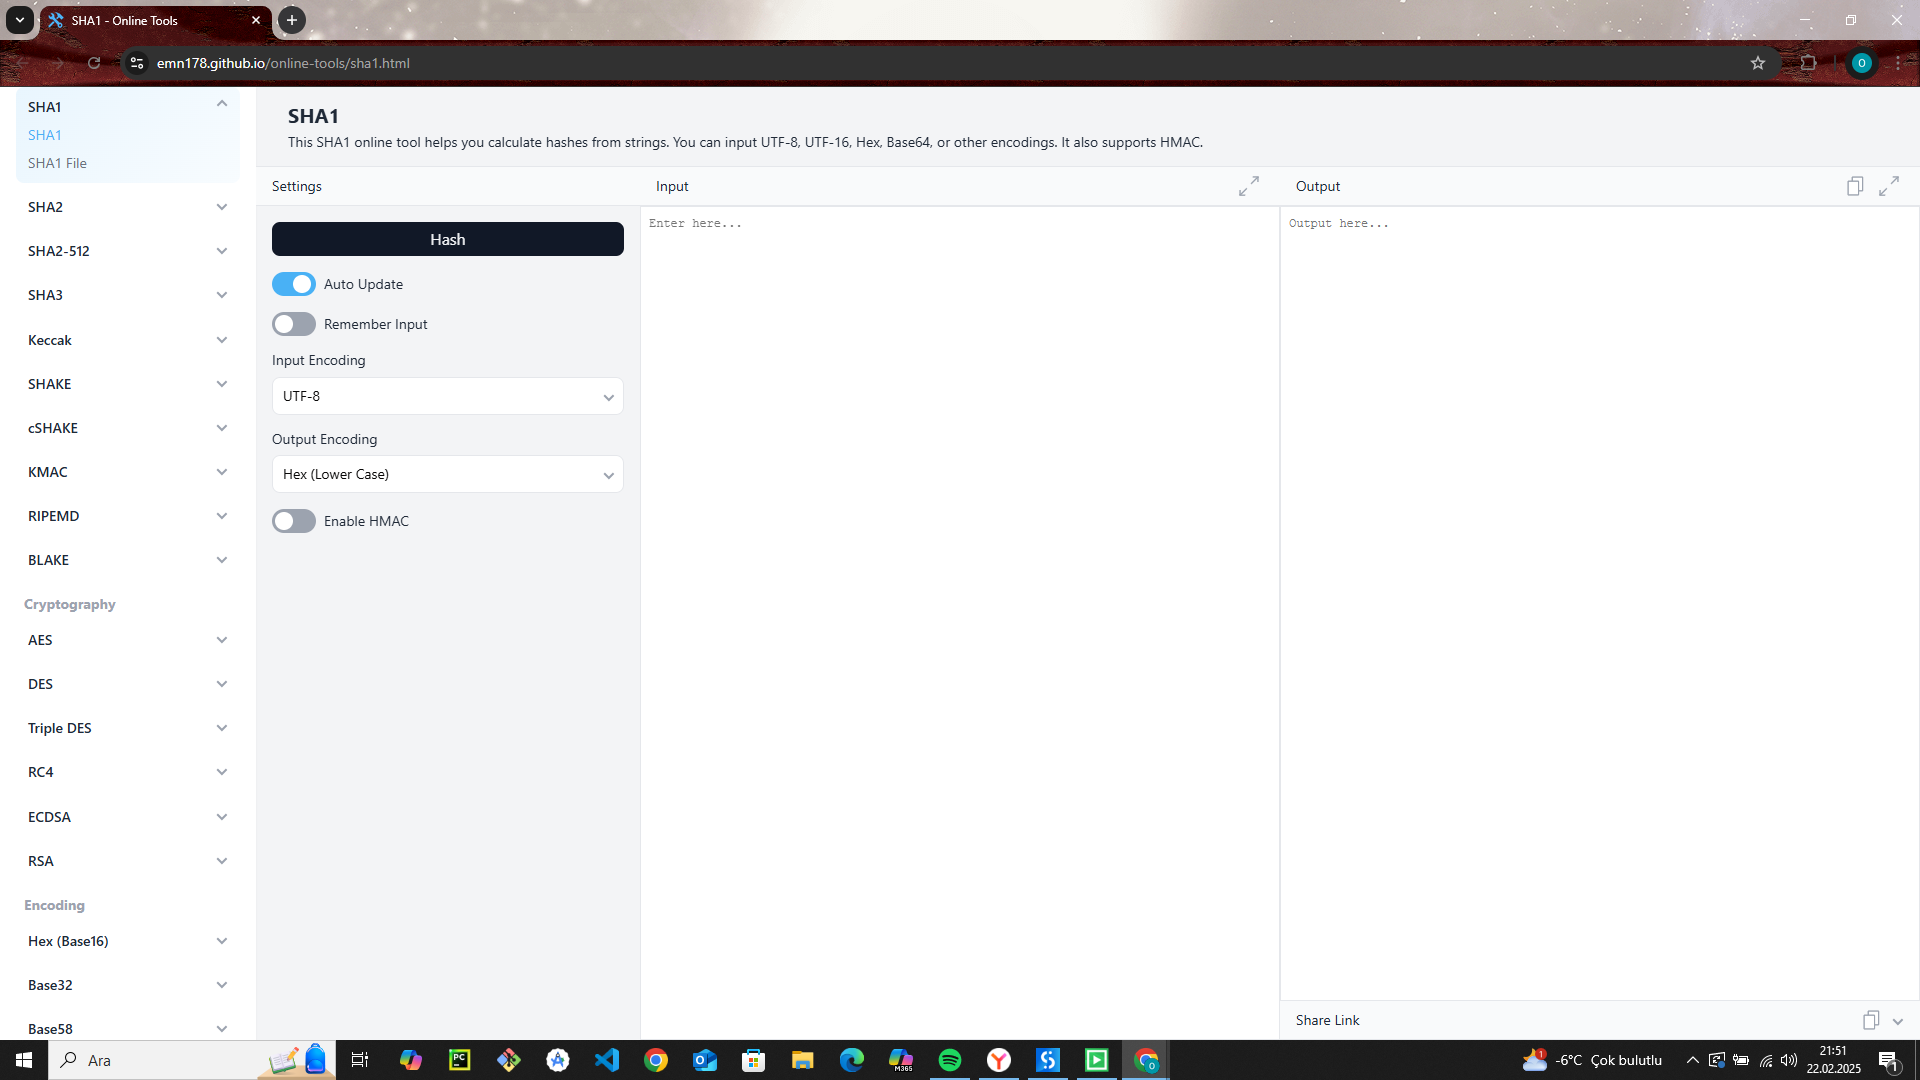 SHA1 - Online Tools
emn178.github.io/online-tools/sha1.html
O
SHA1
SHA1
SHA1 File
SHA2
SHA2-512
SHA3
Keccak
SHAKE
cSHAKE
KMAC
RIPEMD
BLAKE
Cryptography
AES
DES
Triple DES
RC4
ECDSA
RSA
Encoding
Hex (Base16)
Base32
Base58
SHA1
This SHA1 online tool helps you calculate hashes from strings. You can input UTF-8, UTF-16, Hex, Base64, or other encodings. It also supports HMAC.
Settings
Hash
Auto Update
Remember Input
Input Encoding
UTF-8
Output Encoding
Hex (Lower Case)
Enable HMAC
Input
Enter here...
Output
Output here...
Share Link
Ara
PC
M365
O
1
-6°C Çok bulutlu
21:51
22.02.2025
1